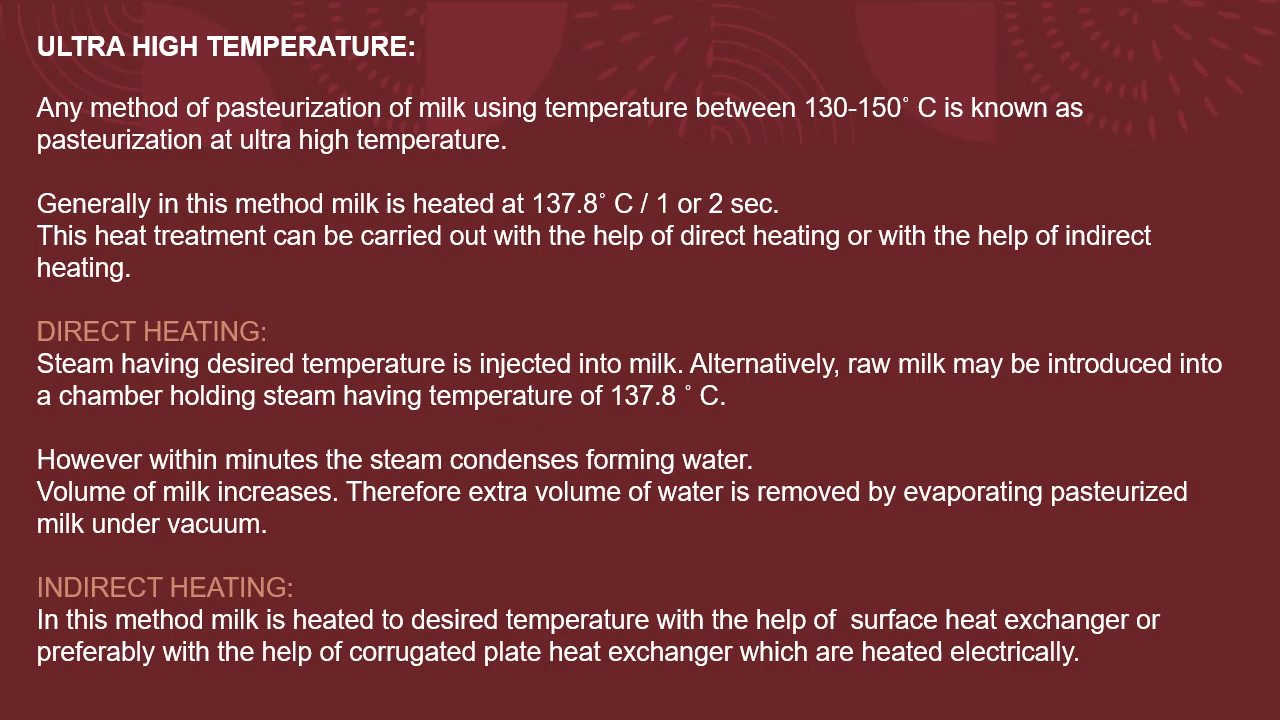 ULTRA HIGH TEMPERATURE:
Any method of pasteurization of milk using temperature between 130-150˚ C is known as
pasteurization at ultra high temperature.
Generally in this method milk is heated at 137.8˚ C / 1 or 2 sec.
This heat treatment can be carried out with the help of direct heating or with the help of indirect
heating.
DIRECT HEATING:
Steam having desired temperature is injected into milk. Alternatively, raw milk may be introduced into
a chamber holding steam having temperature of 137.8 ˚ C.
However within minutes the steam condenses forming water.
Volume of milk increases. Therefore extra volume of water is removed by evaporating pasteurized
milk under vacuum.
INDIRECT HEATING:
In this method milk is heated to desired temperature with the help of  surface heat exchanger or
preferably with the help of corrugated plate heat exchanger which are heated electrically.